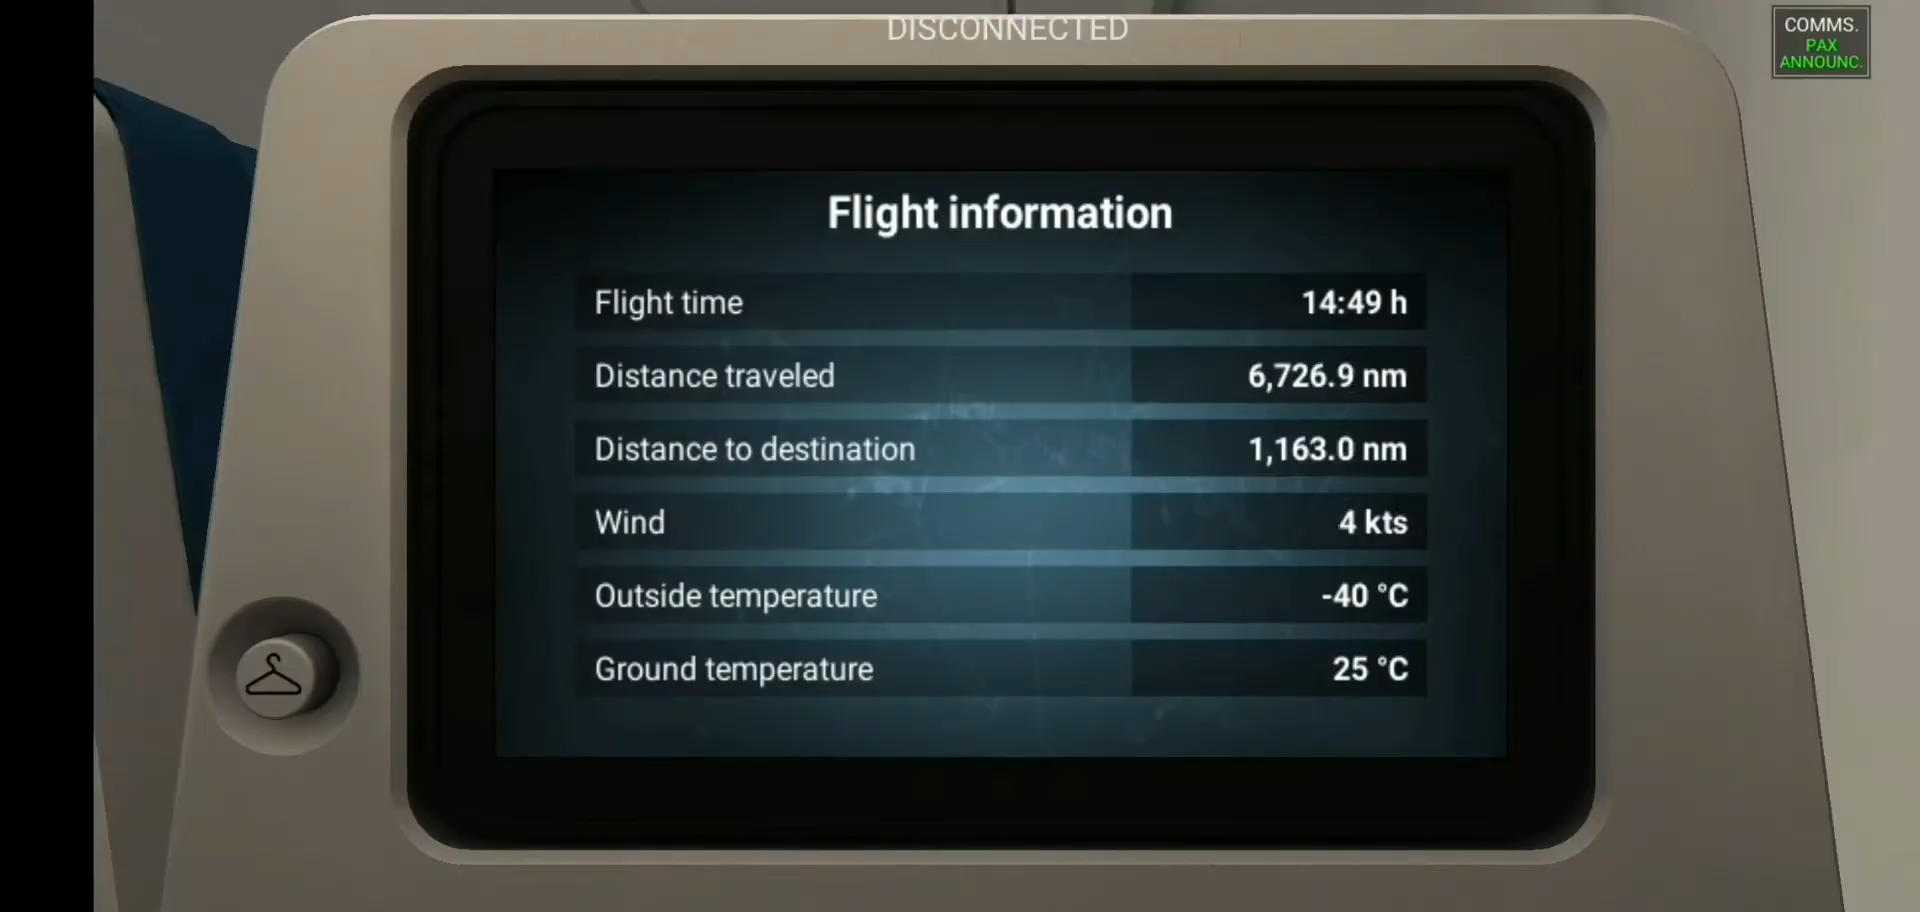 DISCONNECTED
COMMS.
PAX
ANNOUNC.
Flight information
Flight time 14:49 h
Distance traveled 6,726.9 nm
Distance to destination 1,163.0 nm
Wind 4 kts
Outside temperature -40 °C
Ground temperature 25 °C